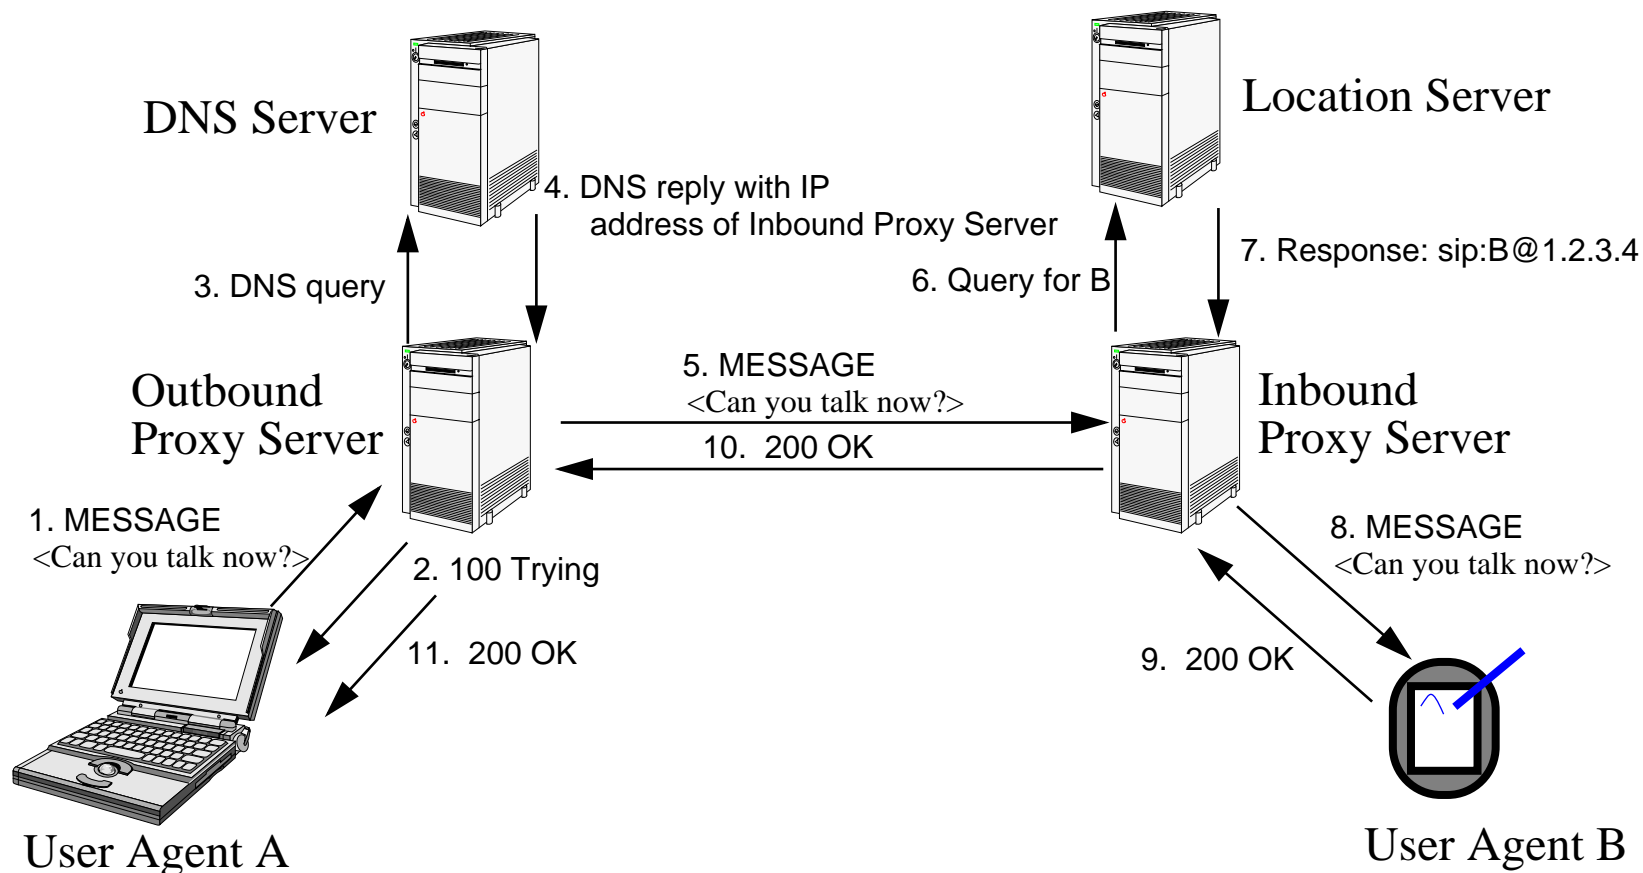 DNS Server
Location Server
4. DNS reply with IP
address of Inbound Proxy Server
7. Response: sip:B@1.2.3.4
3. DNS query
6. Query for B
5. MESSAGE
<Can you talk now?>
Outbound
Proxy Server
Inbound
Proxy Server
10. 200 OK
1. MESSAGE
<Can you talk now?>
8. MESSAGE
<Can you talk now?>
2. 100 Trying
11. 200 OK
9. 200 OK
User Agent A
User Agent B